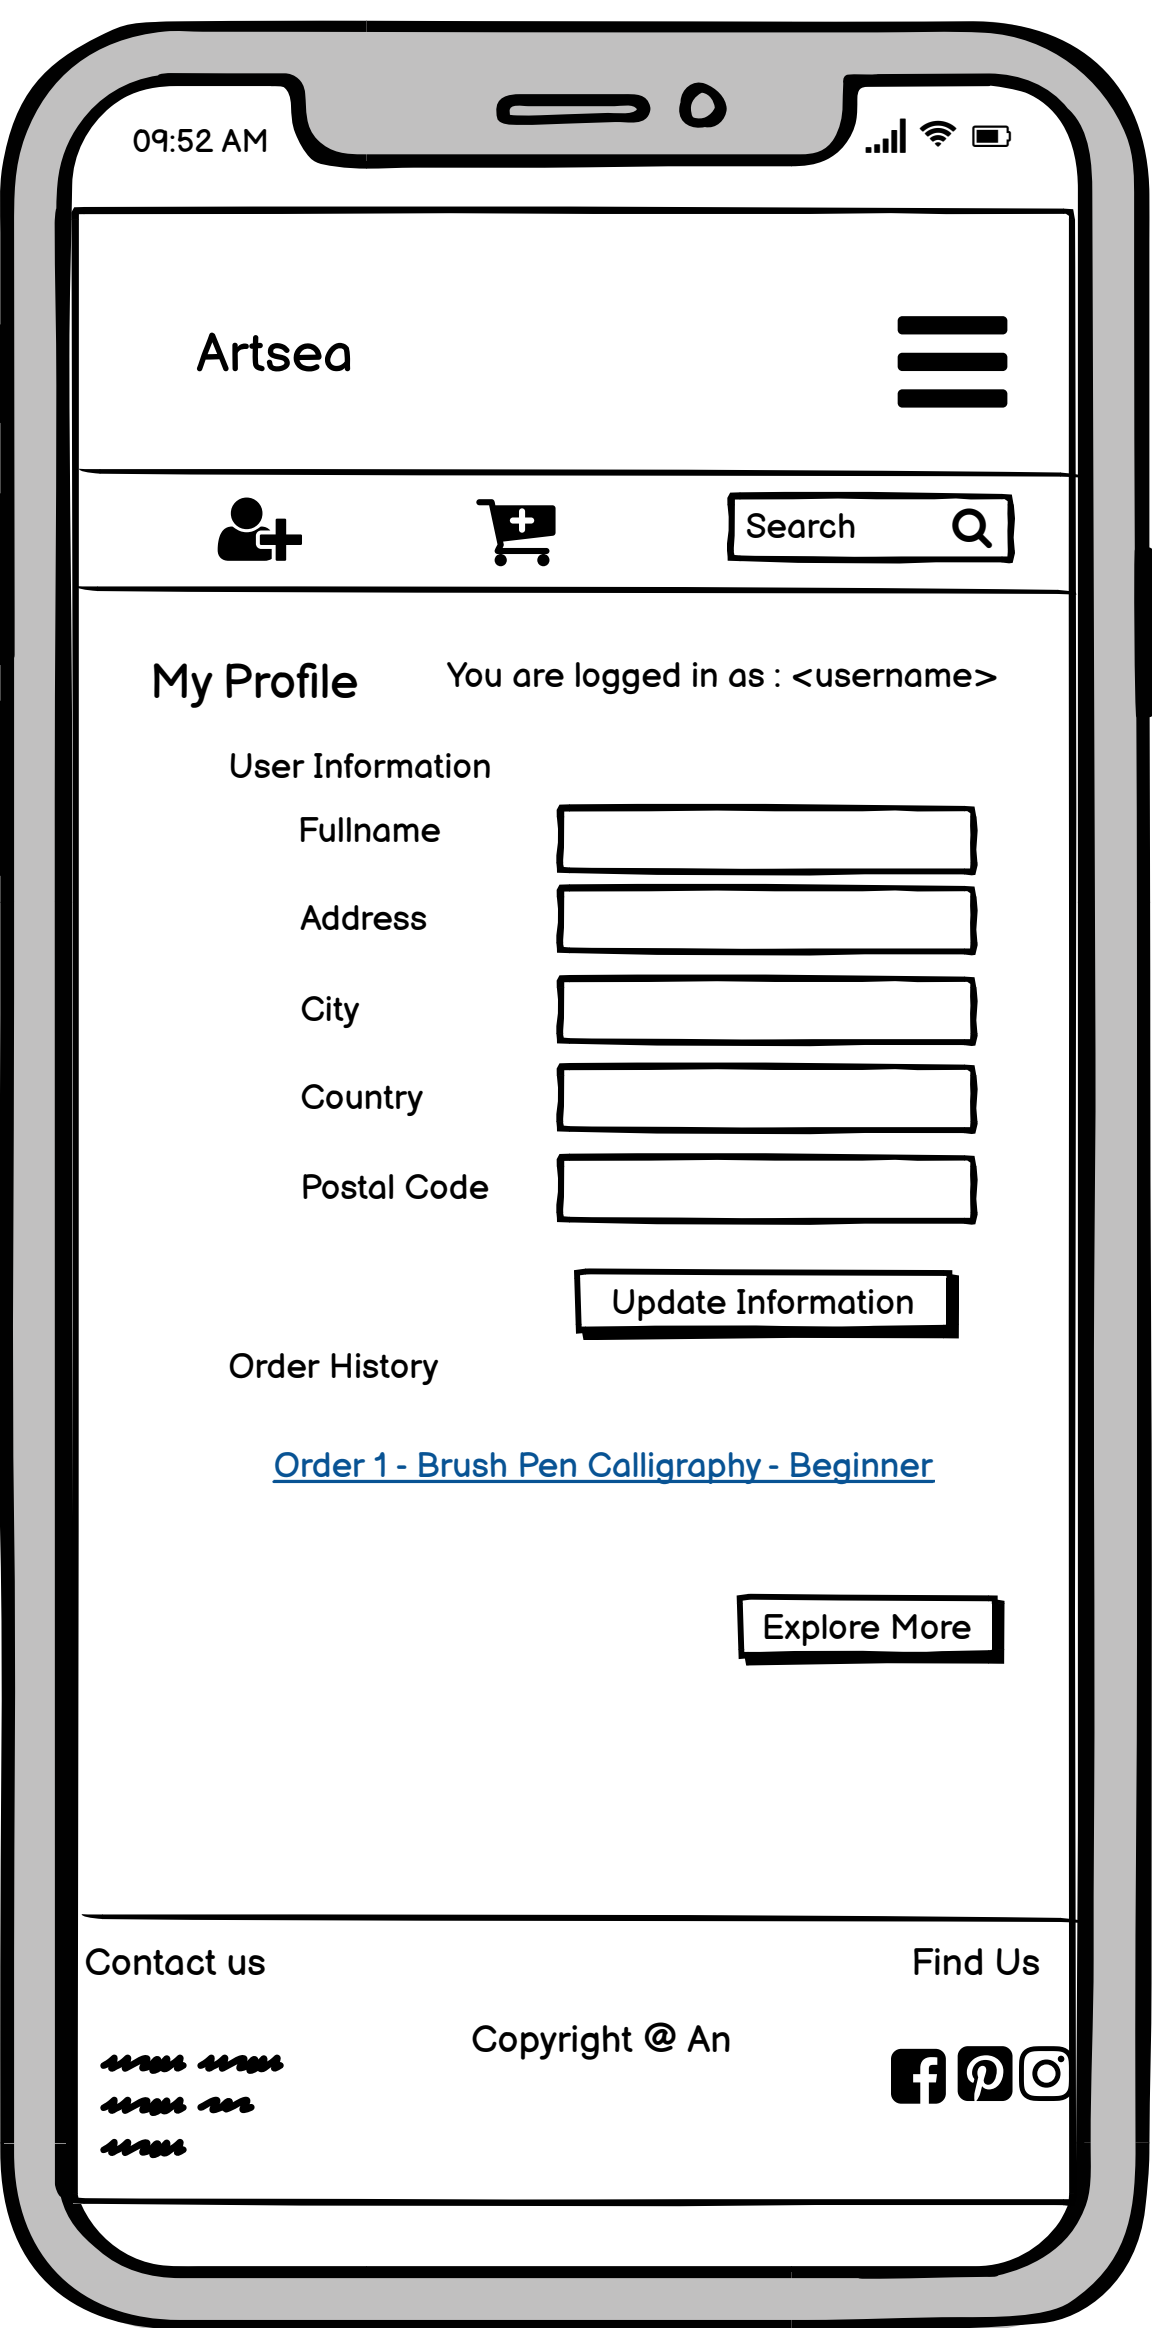 09:52 AM
Artsea
Search
My Profile
You are logged in as : <username>
User Information
Fullname
Address
City
Country
Postal Code
Update Information
Order History
Order 1 - Brush Pen Calligraphy - Beginner
Explore More
Contact us
Find Us
Copyright @ An